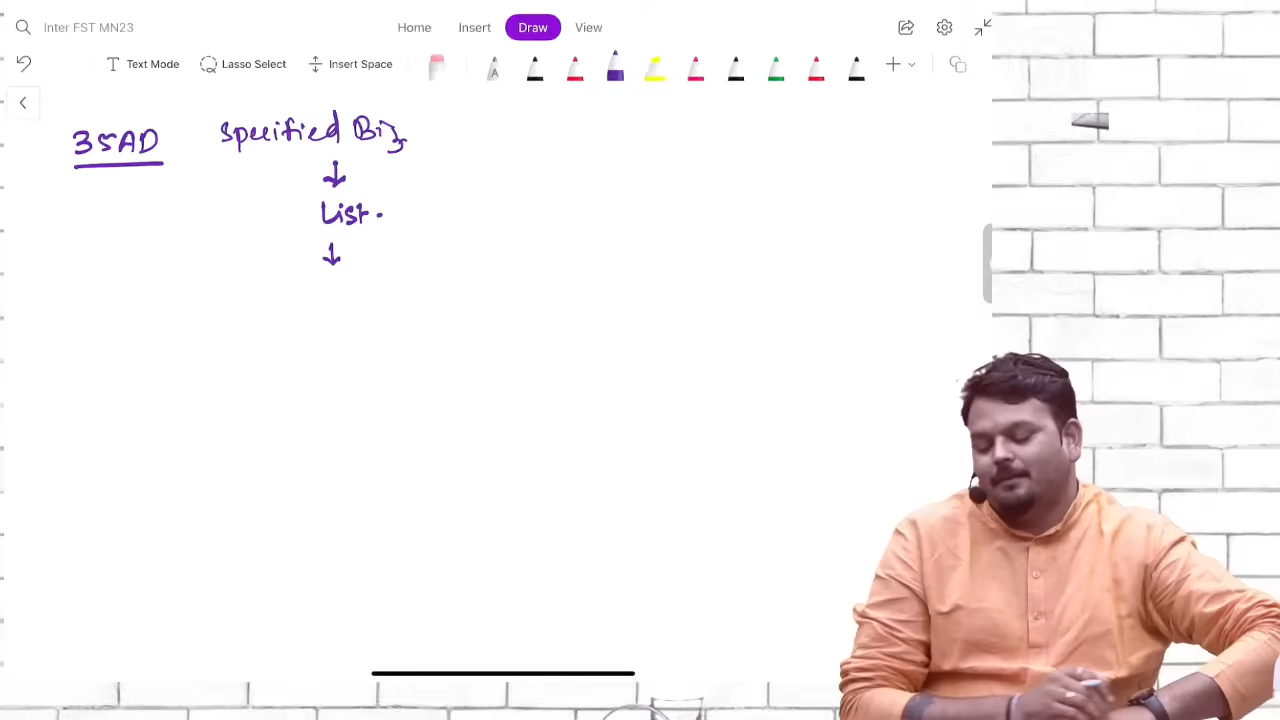 Inter FST MN23
Home Insert Draw View
Text Mode Lasso Select Insert Space
A
35AD Specified Biz
↓
List.
↓